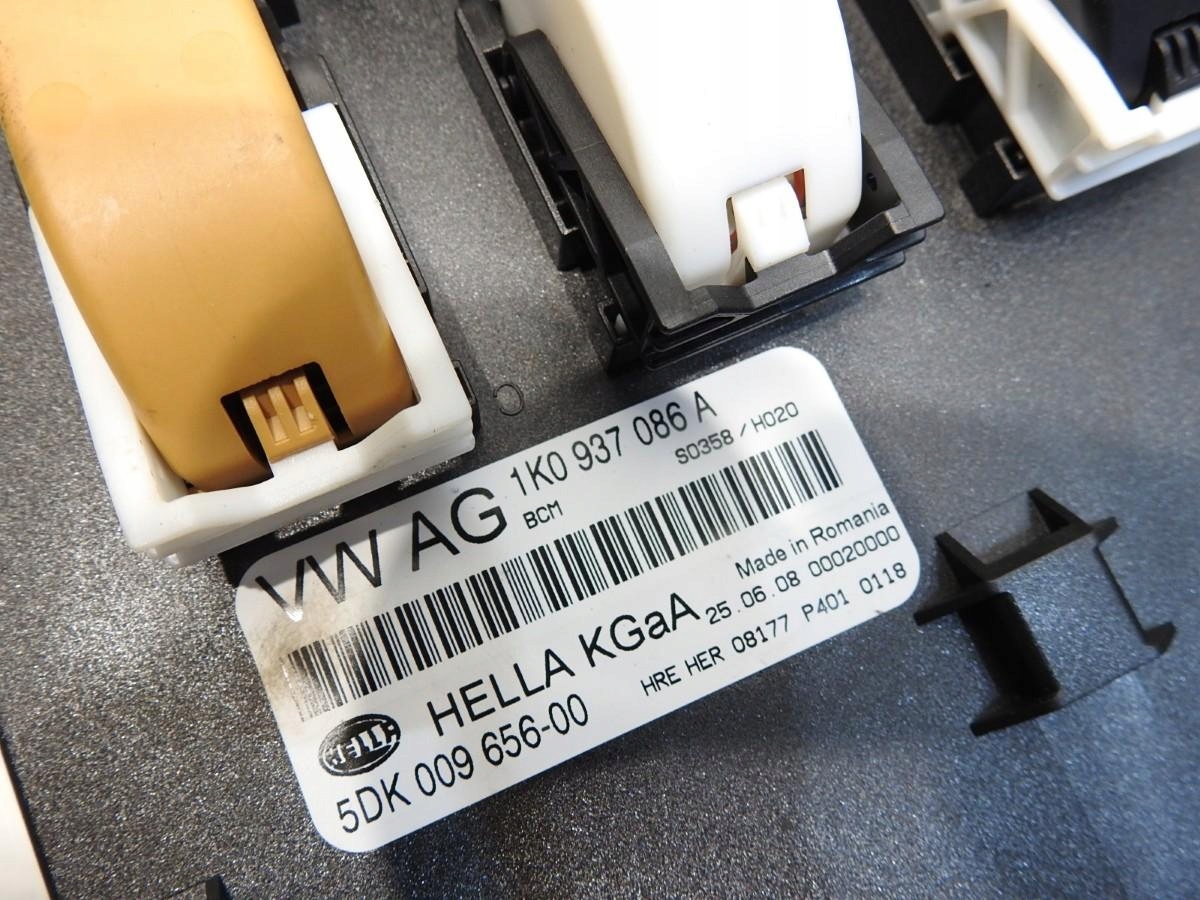 VW AG 1K0 937 086 A
BCM S0358 / H020
Made in Romania
HELLA KGaA 25.06.08 00020000
HELLA
5DK 009 656-00 HRE HER 08177 P401 0118